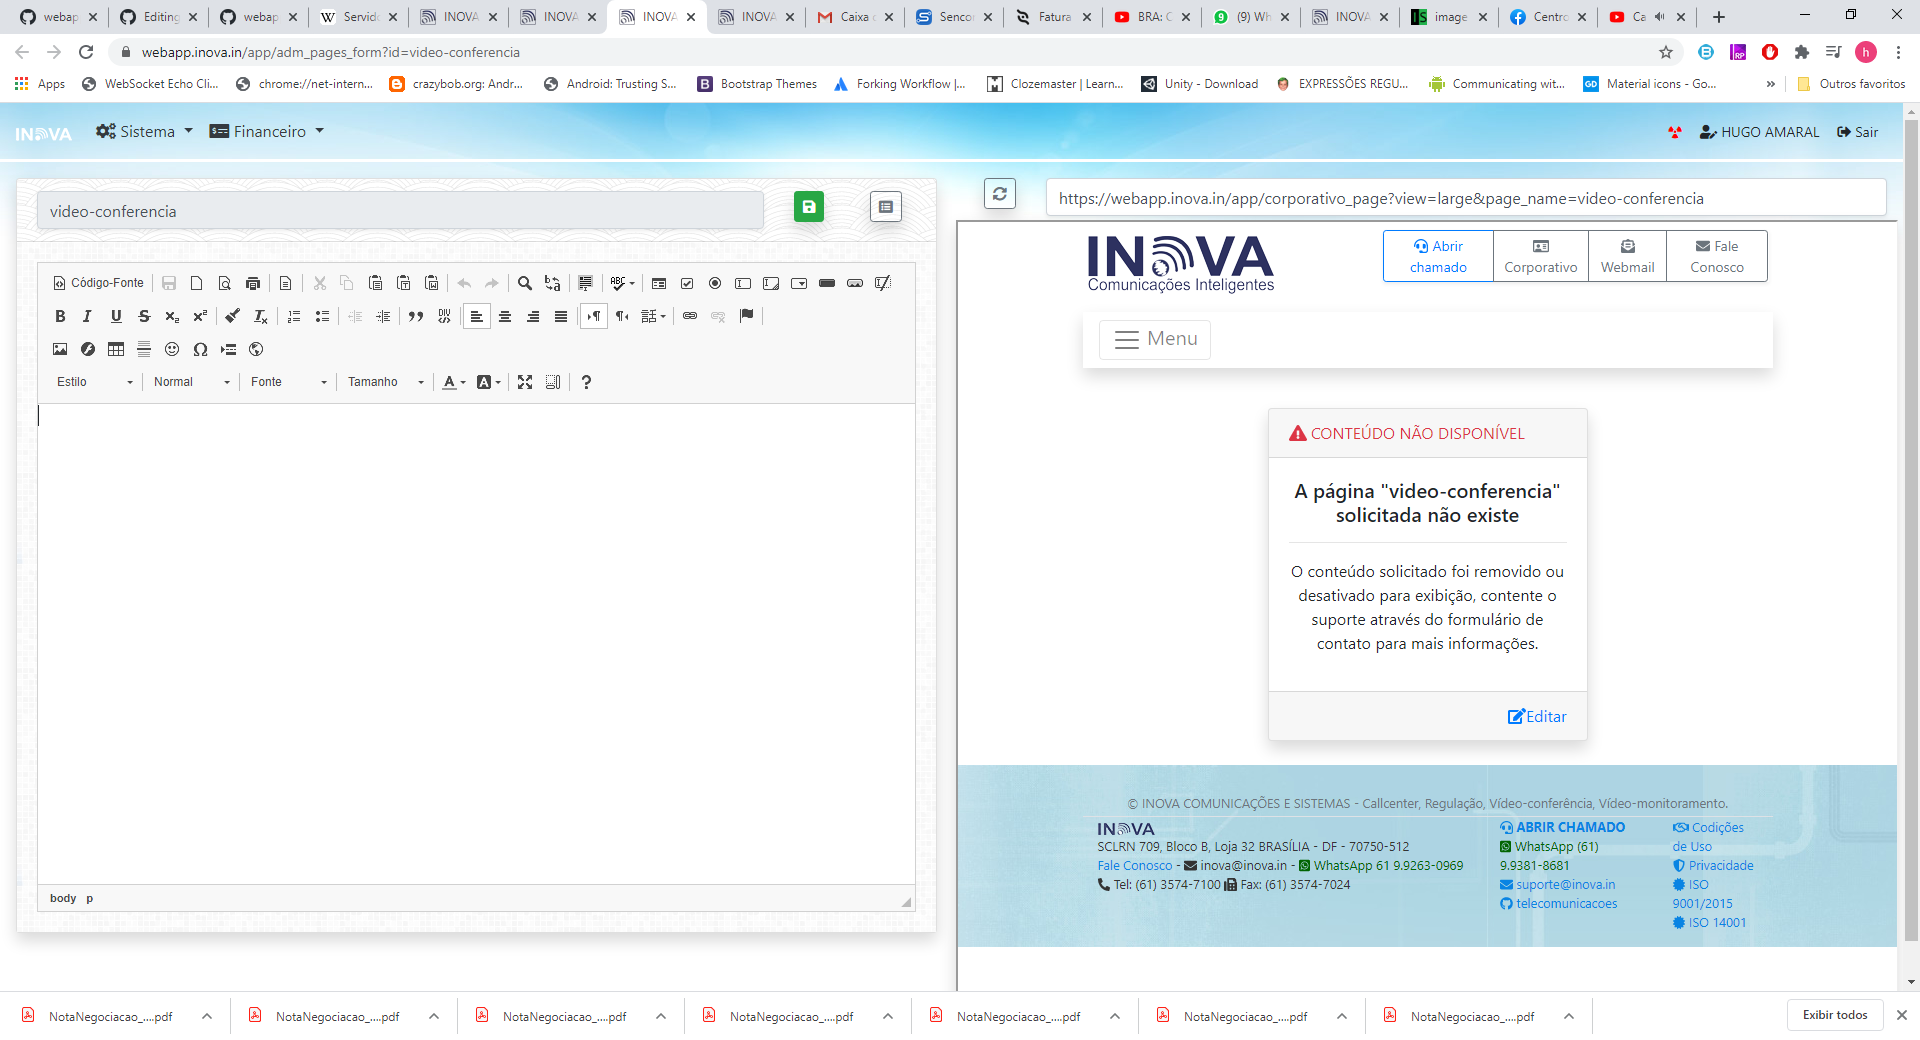 webap
Editing
webap
Servidc
INOVA
INOVA
INOVA
INOVA
Caixa
Sencor
Fatura
BRA: C
(9) Wh
INOVA
image
Centro
Ca
webapp.inova.in/app/adm_pages_form?id=video-conferencia
Apps
WebSocket Echo Cli...
chrome://net-intern...
crazybob.org: Andr...
Android: Trusting S...
Bootstrap Themes
Forking Workflow |...
Clozemaster | Learn...
Unity - Download
EXPRESSÕES REGU...
Communicating wit...
Material icons - Go...
»
Outros favoritos
INOVA
Sistema
Financeiro
HUGO AMARAL
Sair
video-conferencia
https://webapp.inova.in/app/corporativo_page?view=large&page_name=video-conferencia
Código-Fonte
Estilo
Normal
Fonte
Tamanho
body p
INOVA
Comunicações Inteligentes
Abrir
chamado
Corporativo
Webmail
Fale
Conosco
Menu
CONTEÚDO NÃO DISPONÍVEL
A página "video-conferencia"
solicitada não existe
O conteúdo solicitado foi removido ou
desativado para exibição, contente o
suporte através do formulário de
contato para mais informações.
Editar
© INOVA COMUNICAÇÕES E SISTEMAS - Callcenter, Regulação, Vídeo-conferência, Vídeo-monitoramento.
INOVA
SCLRN 709, Bloco B, Loja 32 BRASÍLIA - DF - 70750-512
Fale Conosco - inova@inova.in - WhatsApp 61 9.9263-0969
Tel: (61) 3574-7100 Fax: (61) 3574-7024
ABRIR CHAMADO
WhatsApp (61)
9.9381-8681
suporte@inova.in
telecomunicacoes
Codições
de Uso
Privacidade
ISO
9001/2015
ISO 14001
NotaNegociacao_....pdf
NotaNegociacao_....pdf
NotaNegociacao_....pdf
NotaNegociacao_....pdf
NotaNegociacao_....pdf
NotaNegociacao_....pdf
NotaNegociacao_....pdf
Exibir todos